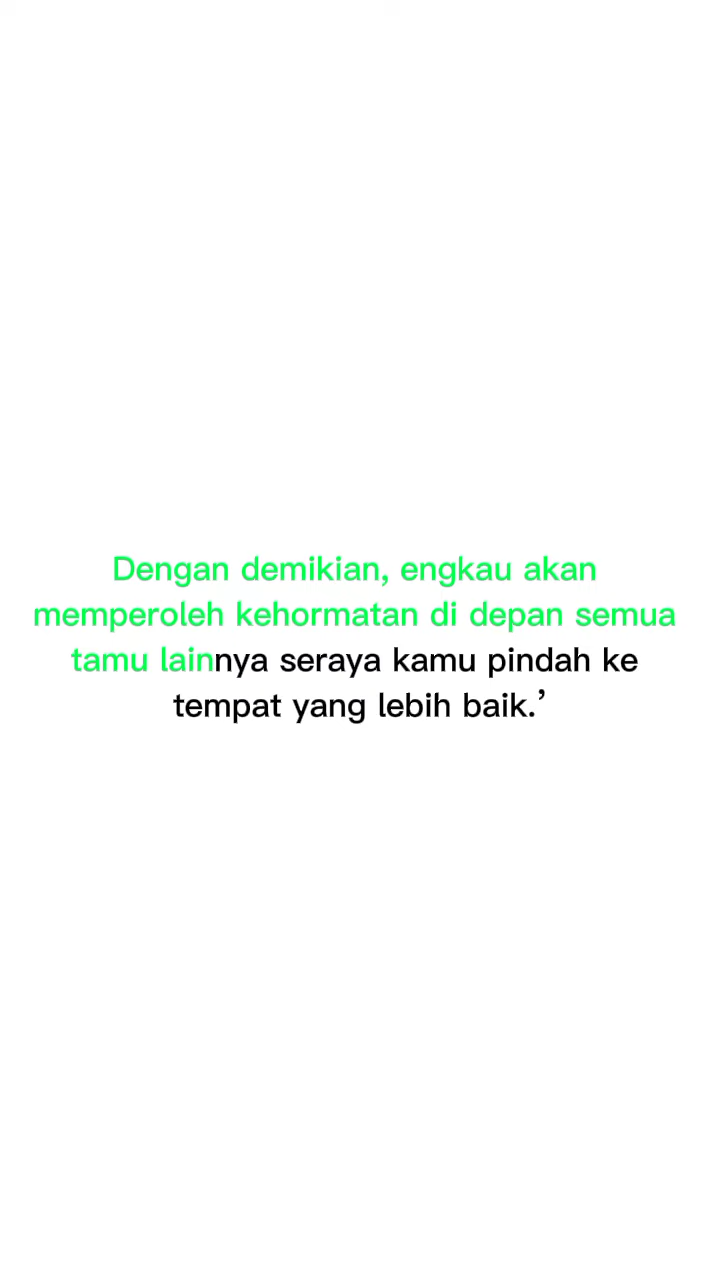 Dengan demikian, engkau akan
memperoleh kehormatan di depan semua
tamu lainnya seraya kamu pindah ke
tempat yang lebih baik.’